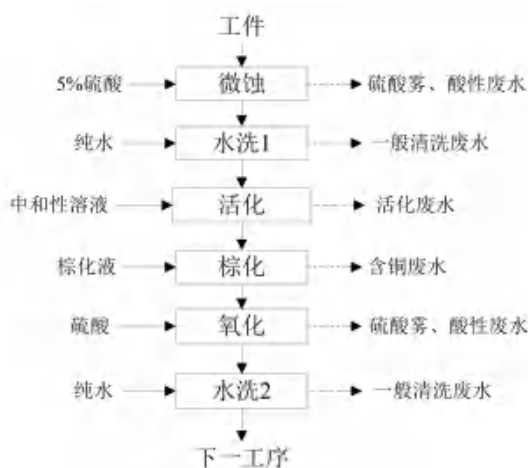 工件
5%硫酸 微蚀 硫酸雾、酸性废水
纯水 水洗1 一般清洗废水
中和性溶液 活化 活化废水
棕化液 棕化 含铜废水
硫酸 氧化 硫酸雾、酸性废水
纯水 水洗2 一般清洗废水
下一工序